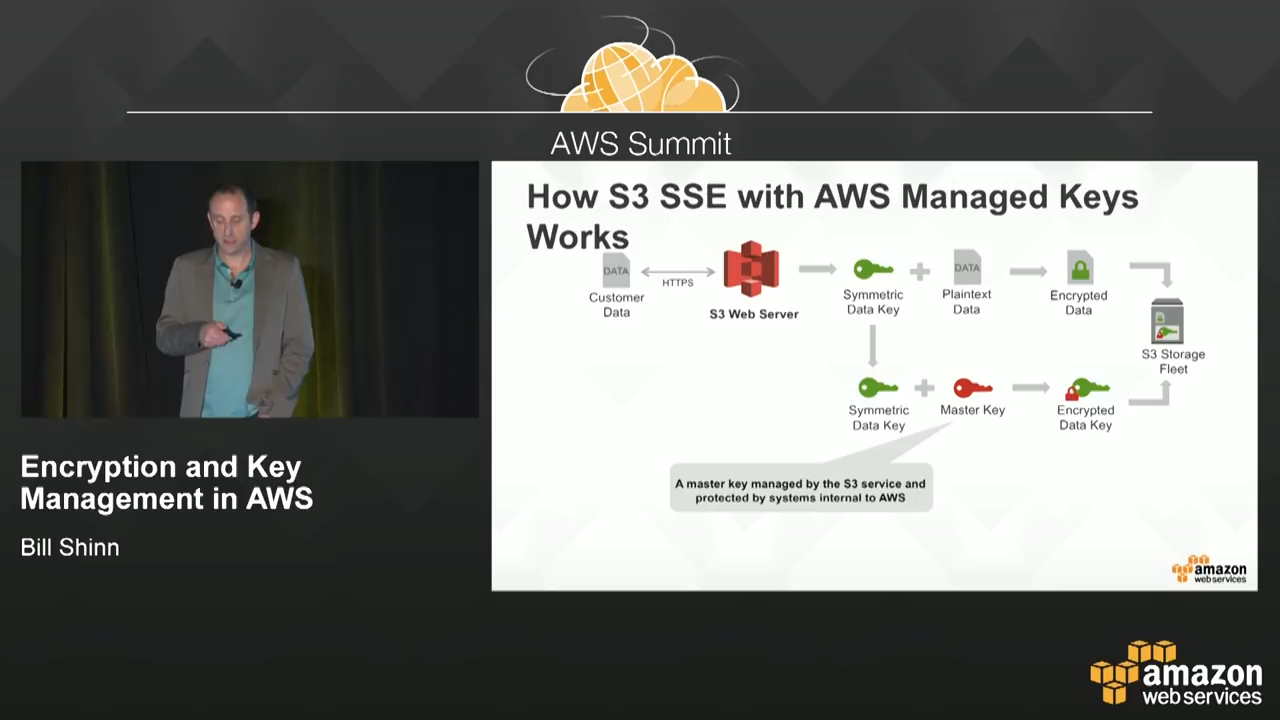 AWS Summit
How S3 SSE with AWS Managed Keys
Works
DATA
HTTPS
DATA
Customer
Data
S3 Web Server
Symmetric
Data Key
Plaintext
Data
Encrypted
Data
S3 Storage
Fleet
Symmetric
Data Key
Master Key
Encrypted
Data Key
A master key managed by the S3 service and
protected by systems internal to AWS
amazon
web services
Encryption and Key
Management in AWS
Bill Shinn
amazon
web services